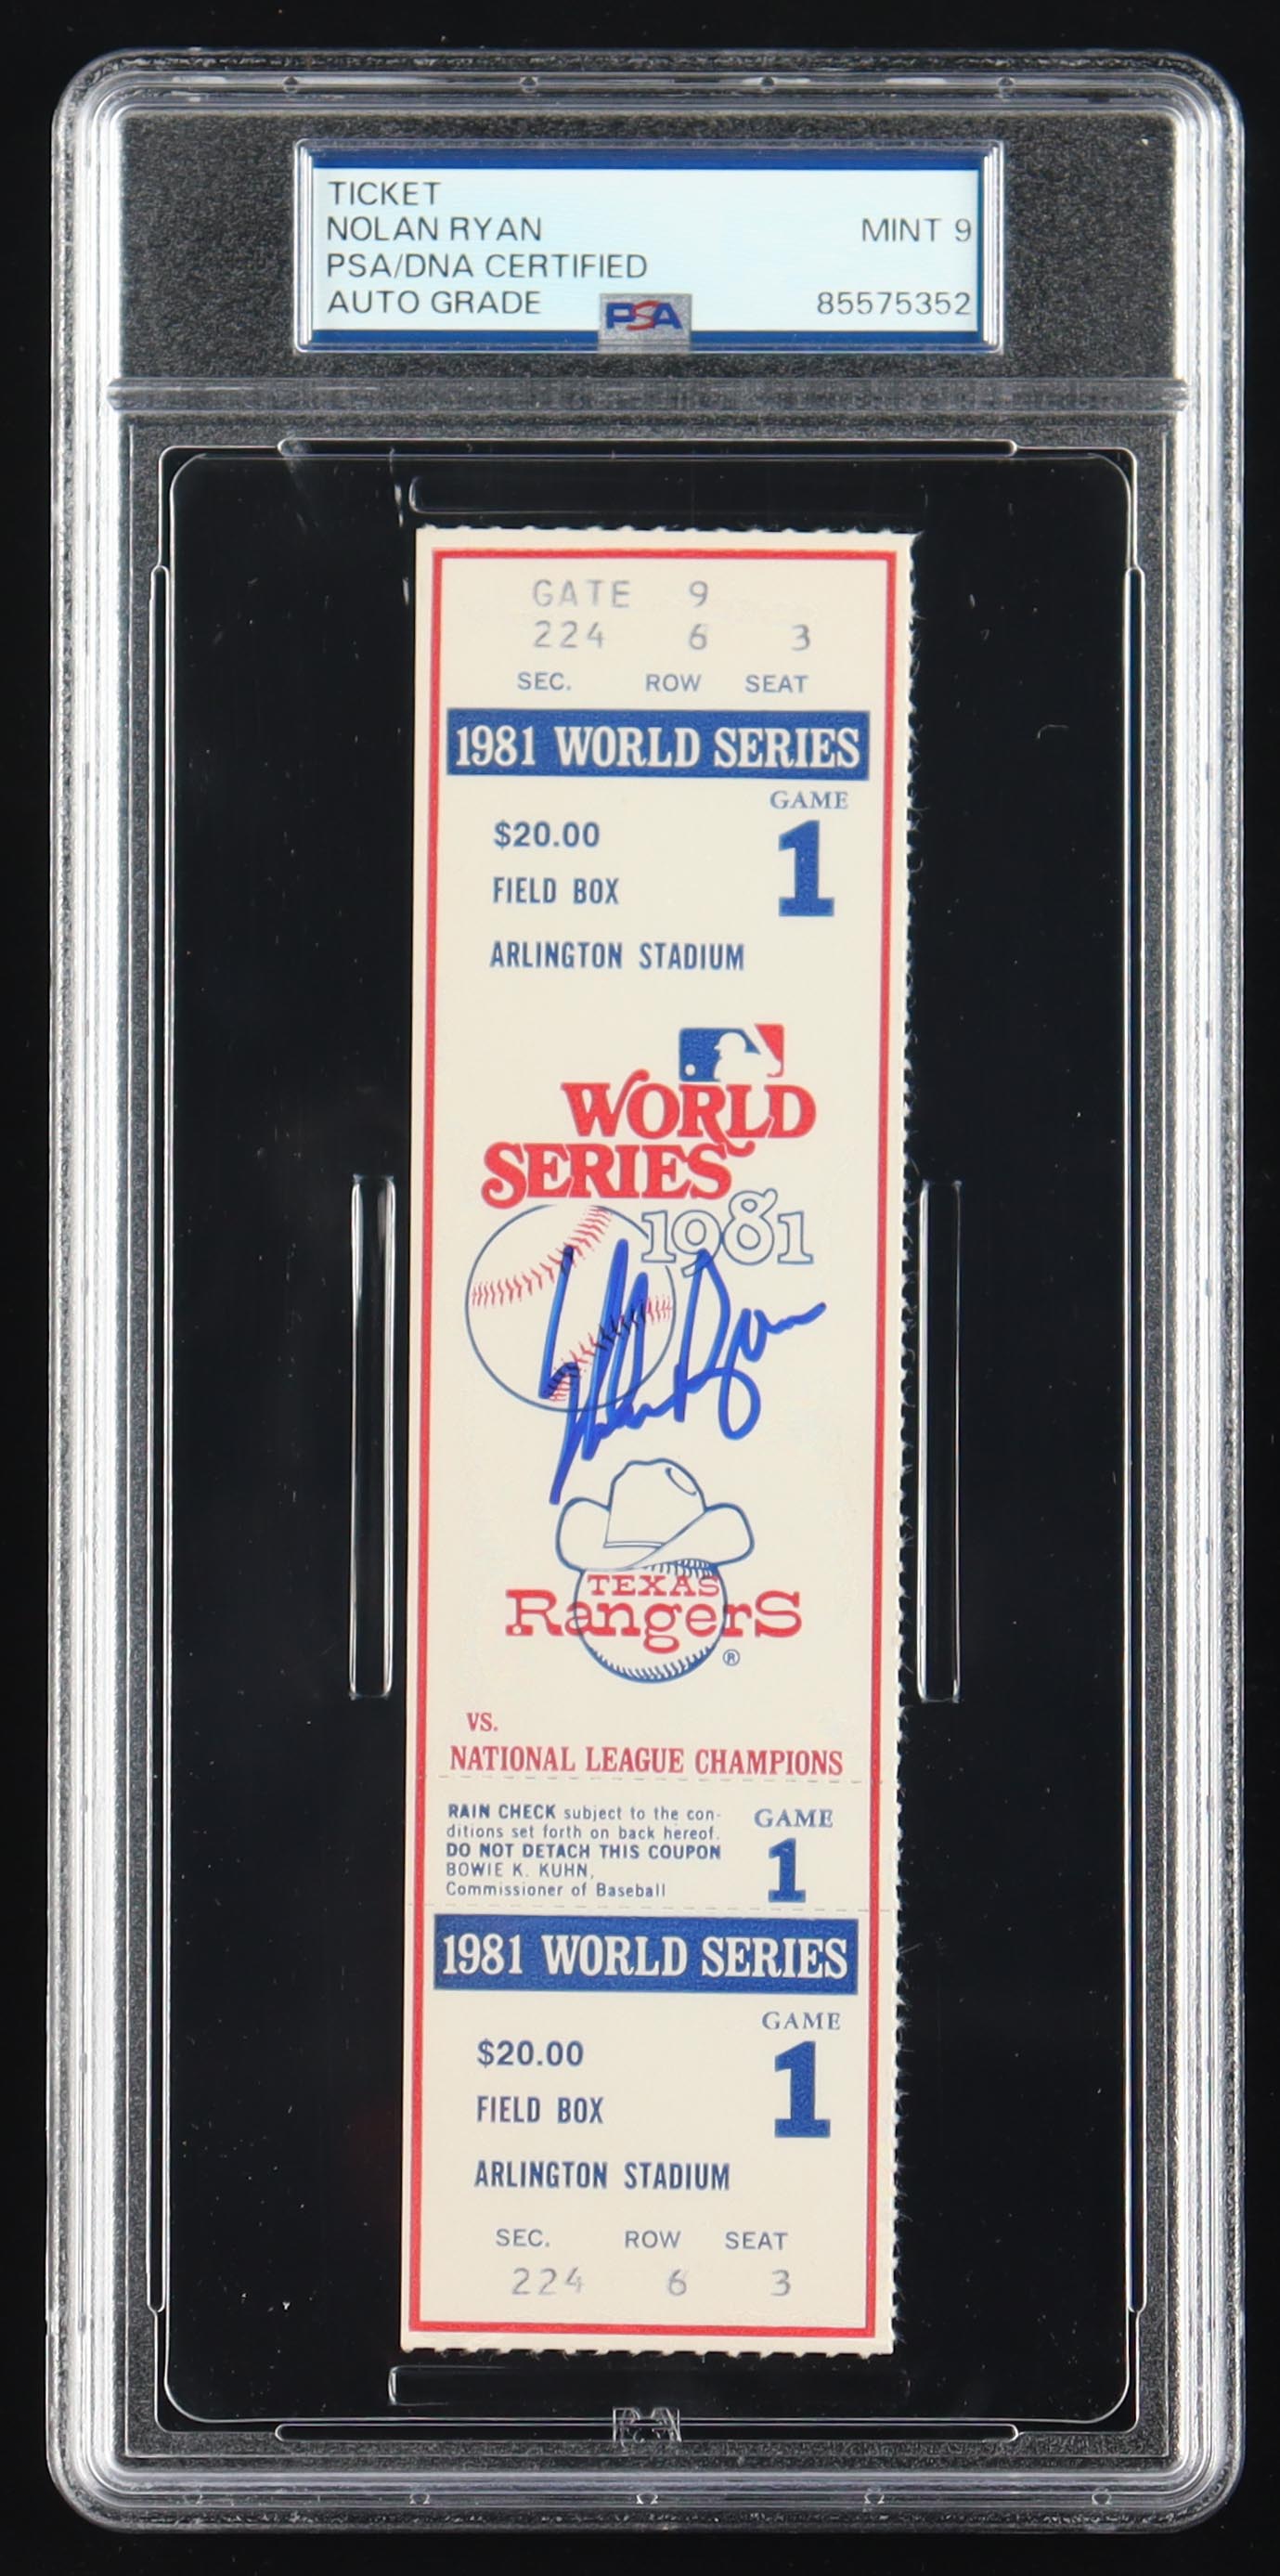 TICKET
NOLAN RYAN MINT 9
PSA/DNA CERTIFIED
AUTO GRADE 85575352
PSA
GATE 9
224 6 3
SEC. ROW SEAT
1981 WORLD SERIES
GAME
$20.00 1
FIELD BOX
ARLINGTON STADIUM
WORLD
SERIES
1981
Nolan Ryan
TEXAS
Rangers
®
VS.
NATIONAL LEAGUE CHAMPIONS
RAIN CHECK subject to the con-
ditions set forth on back hereof.
DO NOT DETACH THIS COUPON
BOWIE K. KUHN,
Commissioner of Baseball
GAME
1
1981 WORLD SERIES
GAME
$20.00 1
FIELD BOX
ARLINGTON STADIUM
SEC. ROW SEAT
224 6 3